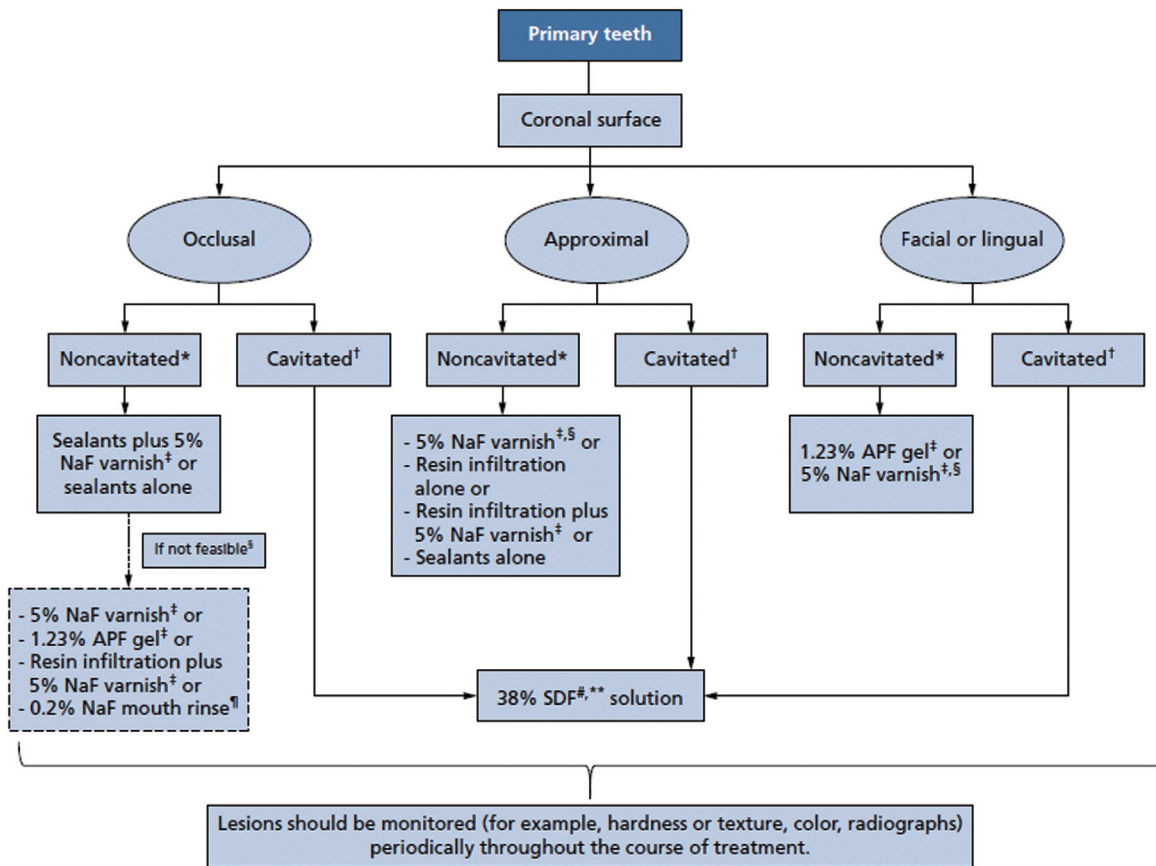 Primary teeth
Coronal surface
Occlusal
Approximal
Facial or lingual
Noncavitated*
Cavitated†
Noncavitated*
Cavitated†
Noncavitated*
Cavitated†
Sealants plus 5%
NaF varnish‡ or
sealants alone
- 5% NaF varnish‡,§ or
- Resin infiltration
alone or
- Resin infiltration plus
5% NaF varnish‡ or
- Sealants alone
1.23% APF gel‡ or
5% NaF varnish‡,§
If not feasible§
- 5% NaF varnish‡ or
- 1.23% APF gel‡ or
- Resin infiltration plus
5% NaF varnish‡ or
- 0.2% NaF mouth rinse¶
38% SDF#,** solution
Lesions should be monitored (for example, hardness or texture, color, radiographs)
periodically throughout the course of treatment.